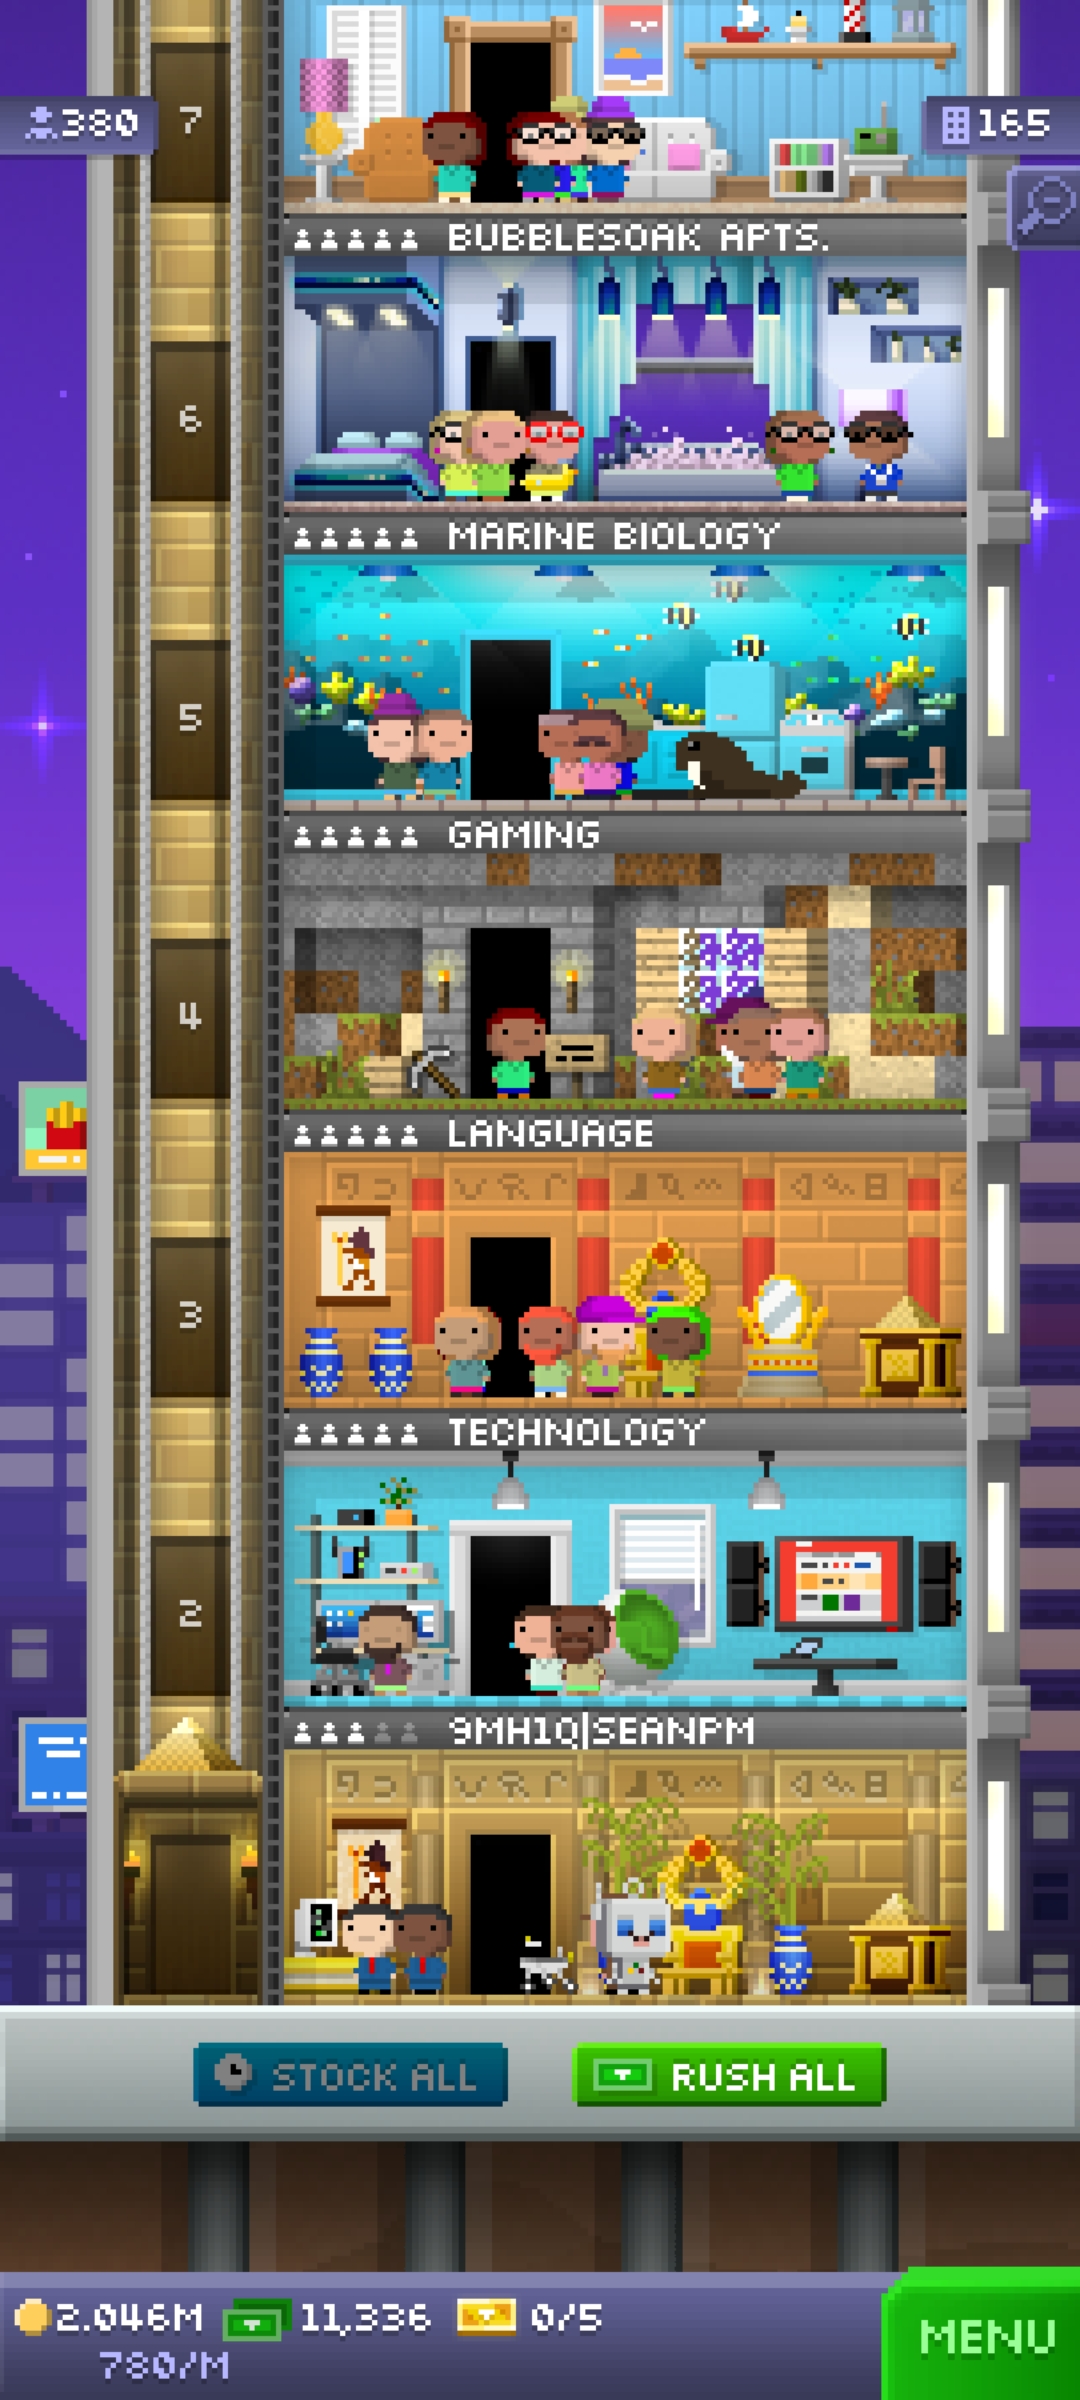 380
7
165
BUBBLESOAK APTS.
6
MARINE BIOLOGY
5
GAMING
4
LANGUAGE
3
TECHNOLOGY
2
9MH1Q|SEANPM
STOCK ALL
RUSH ALL
2.046M
11,336
0/5
780/M
MENU